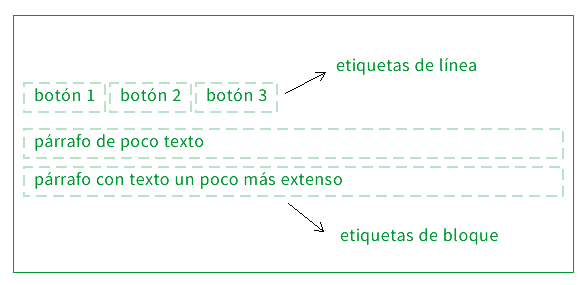 etiquetas de línea
botón 1 botón 2 botón 3
párrafo de poco texto
párrafo con texto un poco más extenso
etiquetas de bloque